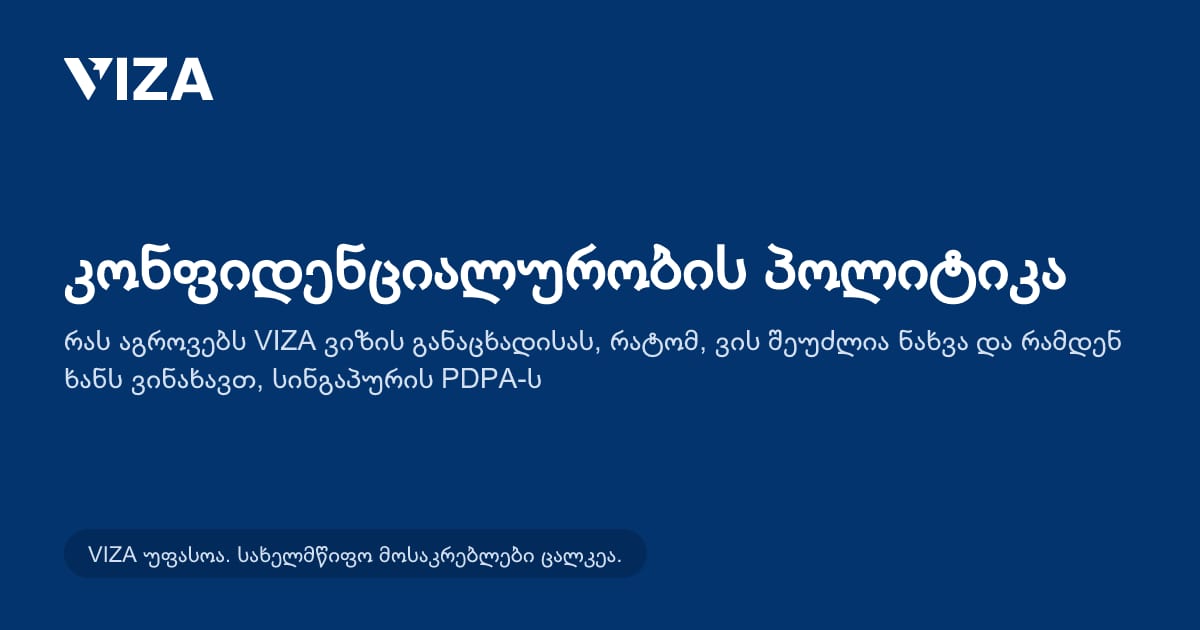 VIZA
კონფიდენციალურობის პოლიტიკა
რას აგროვებს VIZA ვიზის განაცხადისას, რატომ, ვის შეუძლია ნახვა და რამდენ
ხანს ვინახავთ, სინგაპურის PDPA-ს
VIZA უფასოა. სახელმწიფო მოსაკრებლები ცალკეა.